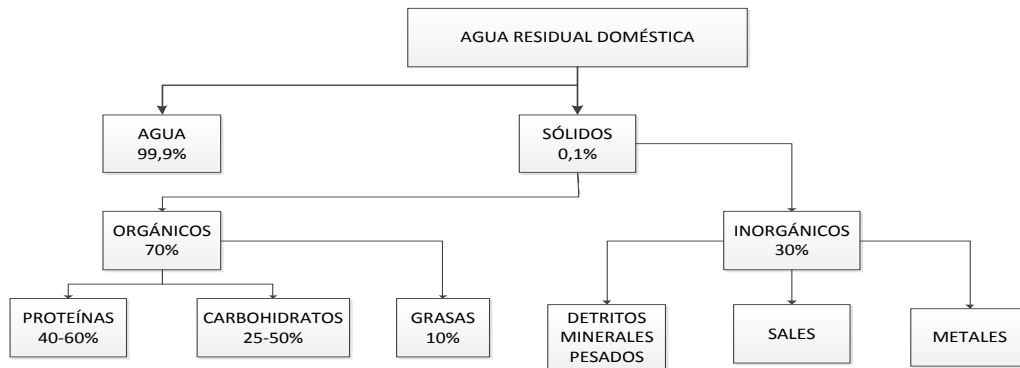 AGUA RESIDUAL DOMÉSTICA
AGUA
99,9%
SÓLIDOS
0,1%
ORGÁNICOS
70%
INORGÁNICOS
30%
PROTEÍNAS
40-60%
CARBOHIDRATOS
25-50%
GRASAS
10%
DETRITOS
MINERALES
PESADOS
SALES
METALES